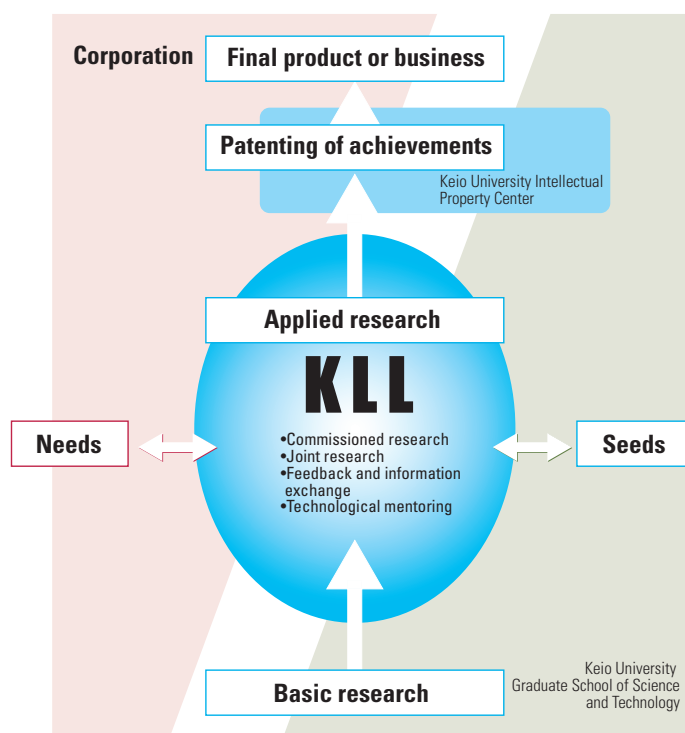 Corporation
Final product or business
Patenting of achievements
Keio University Intellectual
Property Center
Applied research
KLL
Needs
•Commissioned research
•Joint research
•Feedback and information
exchange
•Technological mentoring
Seeds
Basic research
Keio University
Graduate School of Science
and Technology